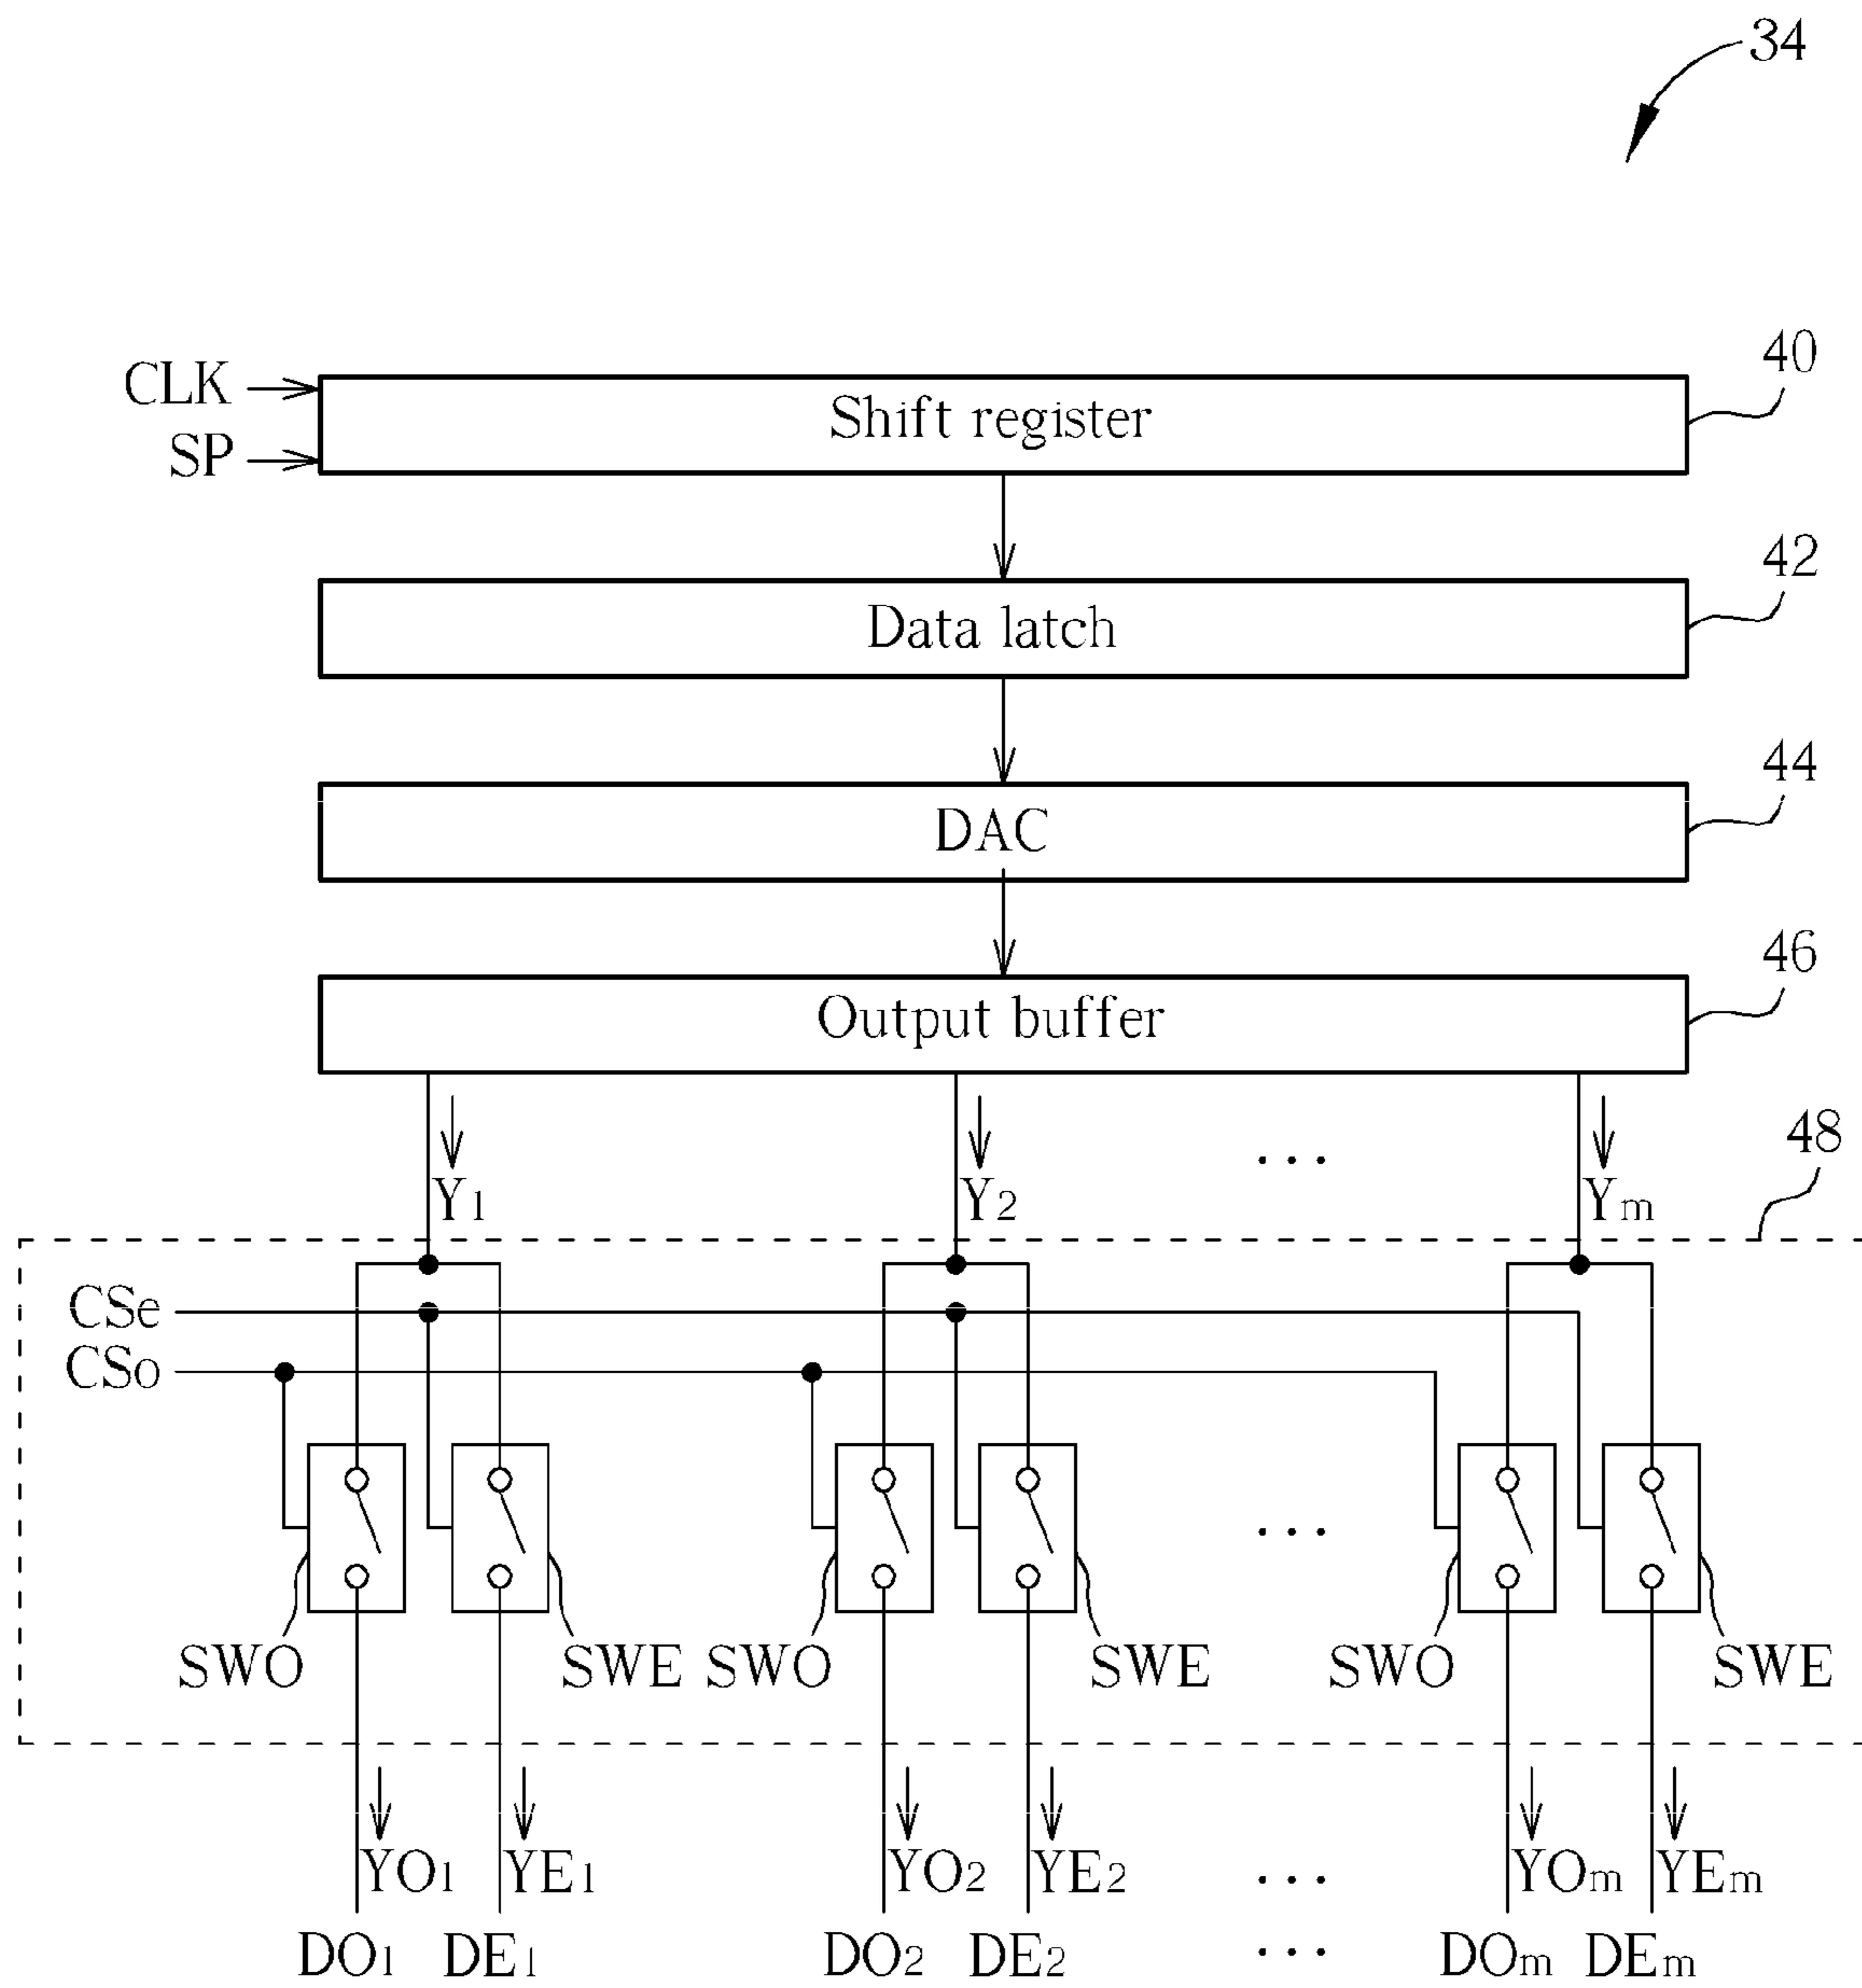 34
CLK
SP
Shift register
40
Data latch
42
DAC
44
Output buffer
46
Y1 Y2 ... Ym
48
CSe
CSo
SWO SWE SWO SWE ... SWO SWE
YO1 YE1 YO2 YE2 ... YOm YEm
DO1 DE1 DO2 DE2 ... DOm DEm